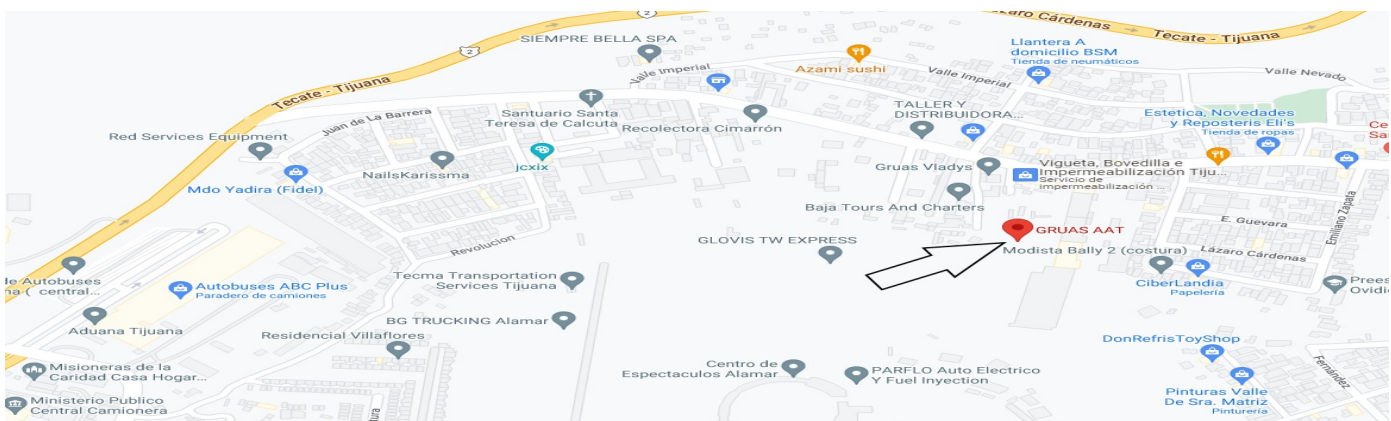 2
Lázaro Cárdenas
Tecate - Tijuana
SIEMPRE BELLA SPA
2
Llantera A
domicilio BSM
Tienda de neumáticos
Valle Imperial
Azami sushi
Valle Imperial
Valle Nevado
Tecate - Tijuana
Juan de La Barrera
Santuario Santa
Teresa de Calcuta
Recolectora Cimarrón
TALLER Y
DISTRIBUIDORA...
Estetica, Novedades
y Reposteris Eli's
Tienda de ropas
Red Services Equipment
jcxix
NailsKarissma
Mdo Yadira (Fidel)
Gruas Vladys
Vigueta, Bovedilla e
Impermeabilización Tiju...
Servicio de
impermeabilización ...
Baja Tours And Charters
E. Guevara
Emiliano Zapata
GRUAS AAT
Revolucion
GLOVIS TW EXPRESS
Modista Bally 2 (costura)
Lázaro Cárdenas
Tecma Transportation
Services Tijuana
CiberLandia
Papelería
Autobuses ABC Plus
Paradero de camiones
Aduana Tijuana
BG TRUCKING Alamar
Residencial Villaflores
DonRefrisToyShop
Fernández
Misioneras de la
Caridad Casa Hogar...
Centro de
Espectaculos Alamar
PARFLO Auto Electrico
Y Fuel Inyection
Ministerio Publico
Central Camionera
Pinturas Valle
De Sra. Matriz
Pinturería